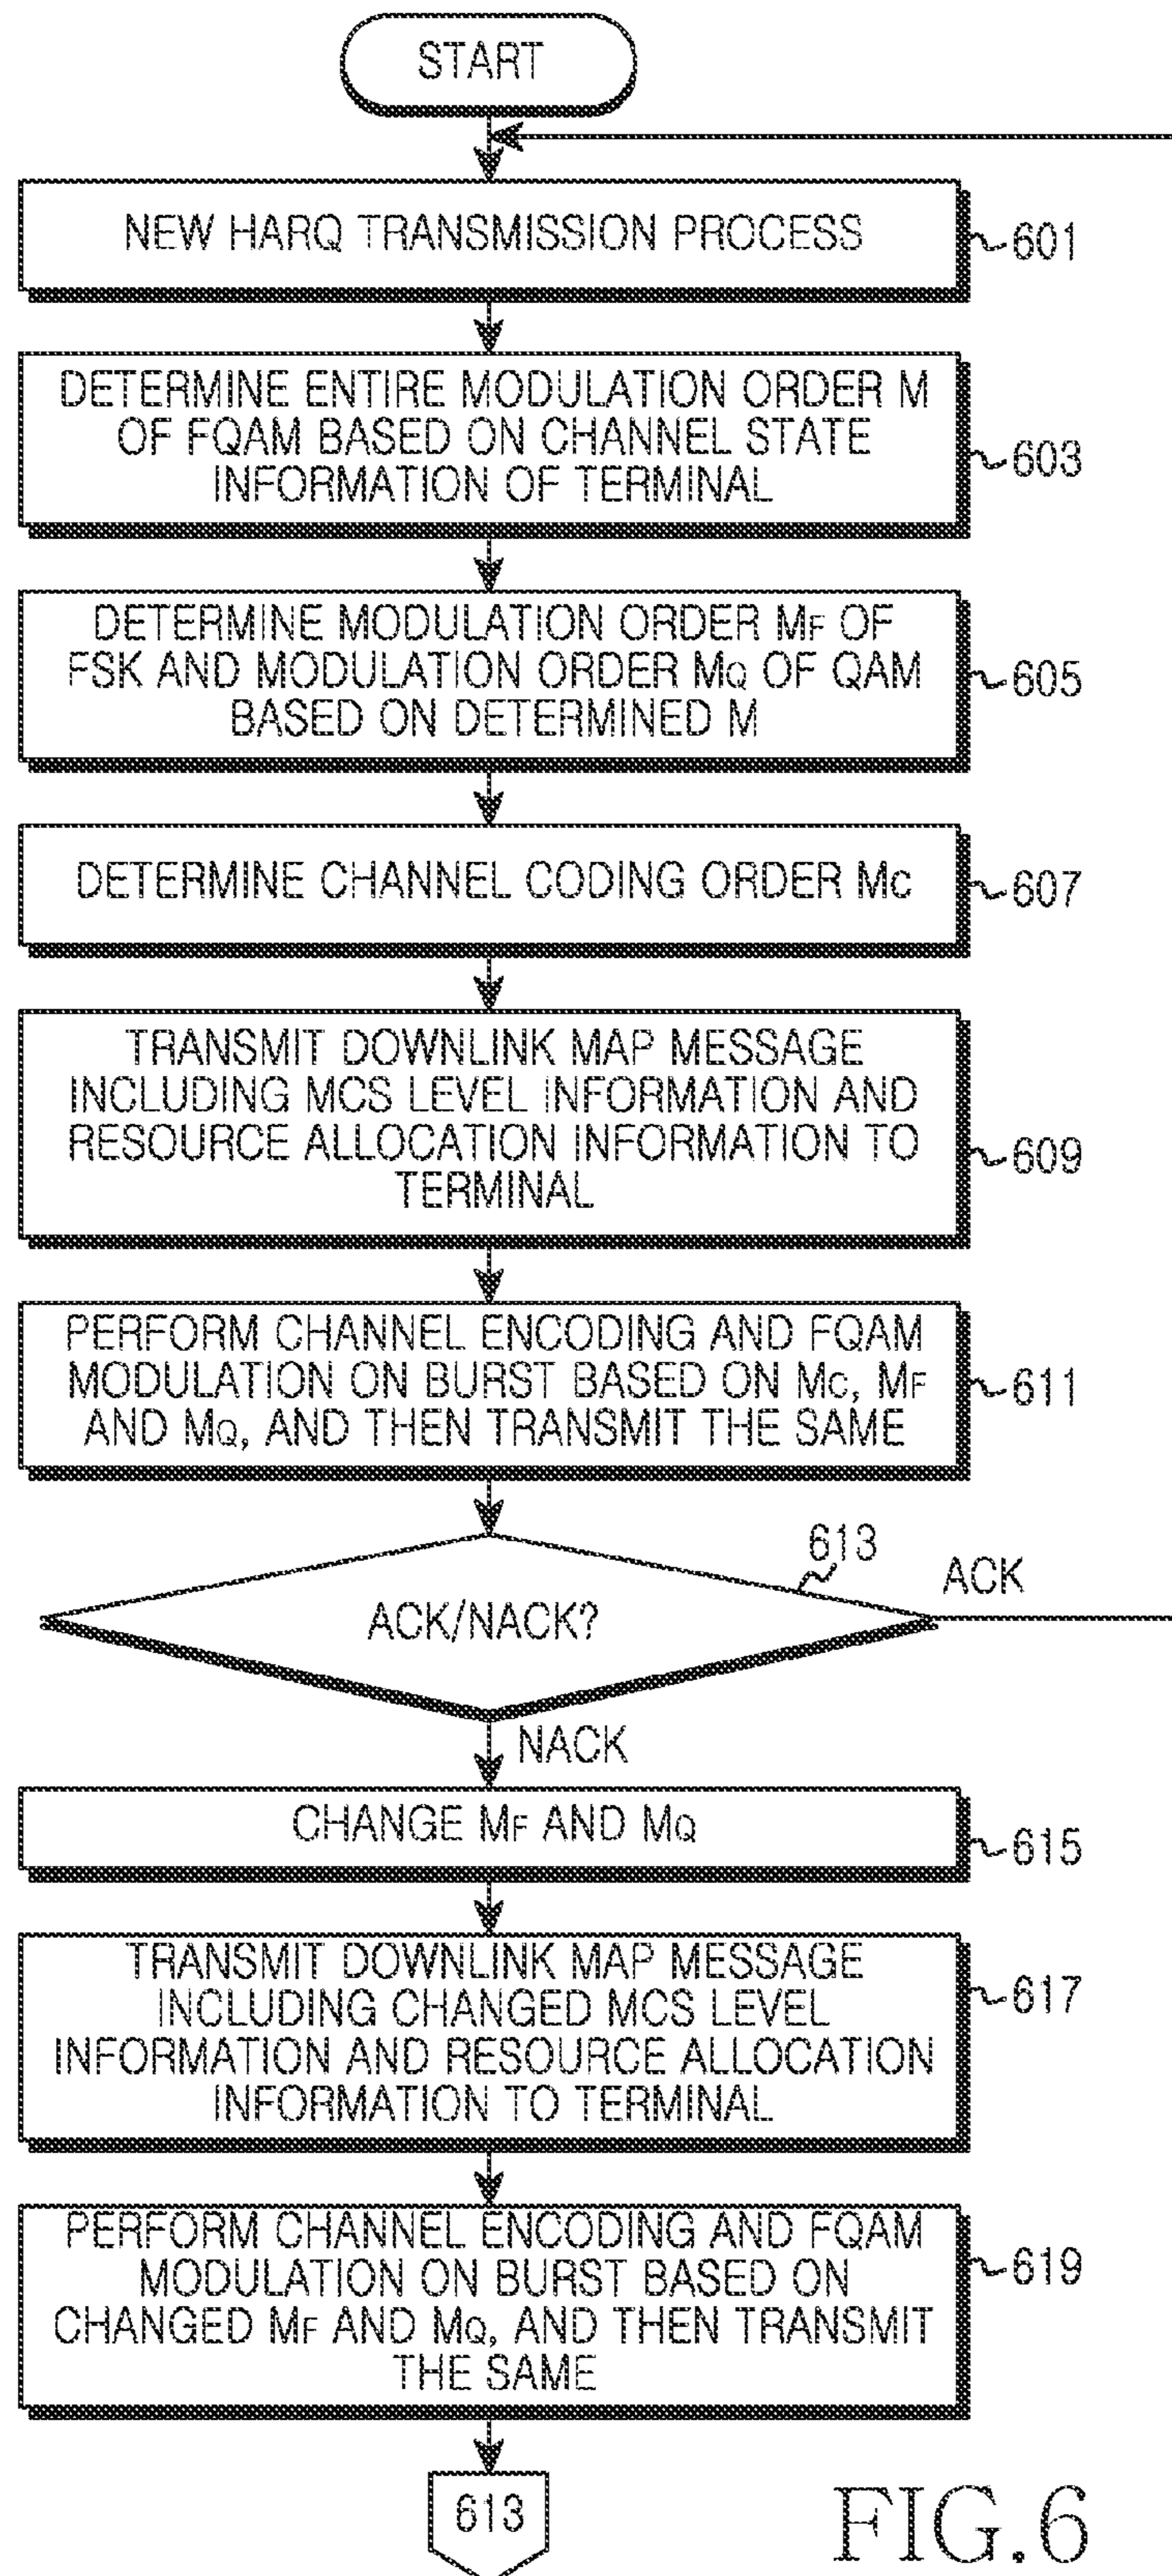 START
NEW HARQ TRANSMISSION PROCESS
601
DETERMINE ENTIRE MODULATION ORDER M
OF FQAM BASED ON CHANNEL STATE
INFORMATION OF TERMINAL
603
DETERMINE MODULATION ORDER MF OF
FSK AND MODULATION ORDER MQ OF QAM
BASED ON DETERMINED M
605
DETERMINE CHANNEL CODING ORDER MC
607
TRANSMIT DOWNLINK MAP MESSAGE
INCLUDING MCS LEVEL INFORMATION AND
RESOURCE ALLOCATION INFORMATION TO
TERMINAL
609
PERFORM CHANNEL ENCODING AND FQAM
MODULATION ON BURST BASED ON MC, MF
AND MQ, AND THEN TRANSMIT THE SAME
611
613
ACK
ACK/NACK?
NACK
CHANGE MF AND MQ
615
TRANSMIT DOWNLINK MAP MESSAGE
INCLUDING CHANGED MCS LEVEL
INFORMATION AND RESOURCE ALLOCATION
INFORMATION TO TERMINAL
617
PERFORM CHANNEL ENCODING AND FQAM
MODULATION ON BURST BASED ON
CHANGED MF AND MQ, AND THEN TRANSMIT
THE SAME
619
613
FIG.6